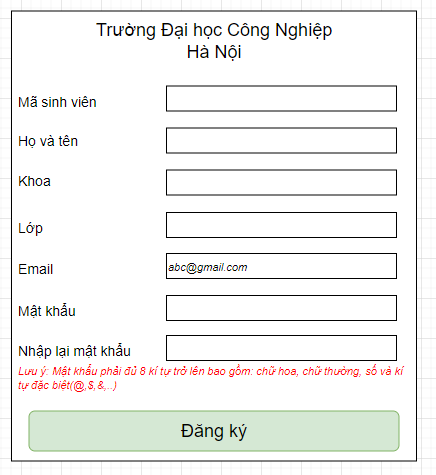 Trường Đại học Công Nghiệp
Hà Nội
Mã sinh viên
Họ và tên
Khoa
Lớp
Email
abc@gmail.com
Mật khẩu
Nhập lại mật khẩu
Lưu ý: Mật khẩu phải đủ 8 kí tự trở lên bao gồm: chữ hoa, chữ thường, số và kí
tự đặc biệt(@,$,&,..)
Đăng ký